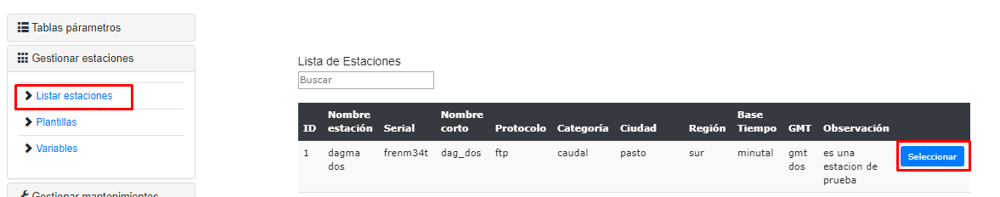 Tablas párametros
Gestionar estaciones
Listar estaciones
Plantillas
Variables
Gestionar mantenimientos
Lista de Estaciones
Buscar
ID Nombre estación Serial Nombre corto Protocolo Categoría Ciudad Región Base Tiempo GMT Observación
1 dagma dos frenm34t dag_dos ftp caudal pasto sur minutal gmt dos es una estacion de prueba Seleccionar